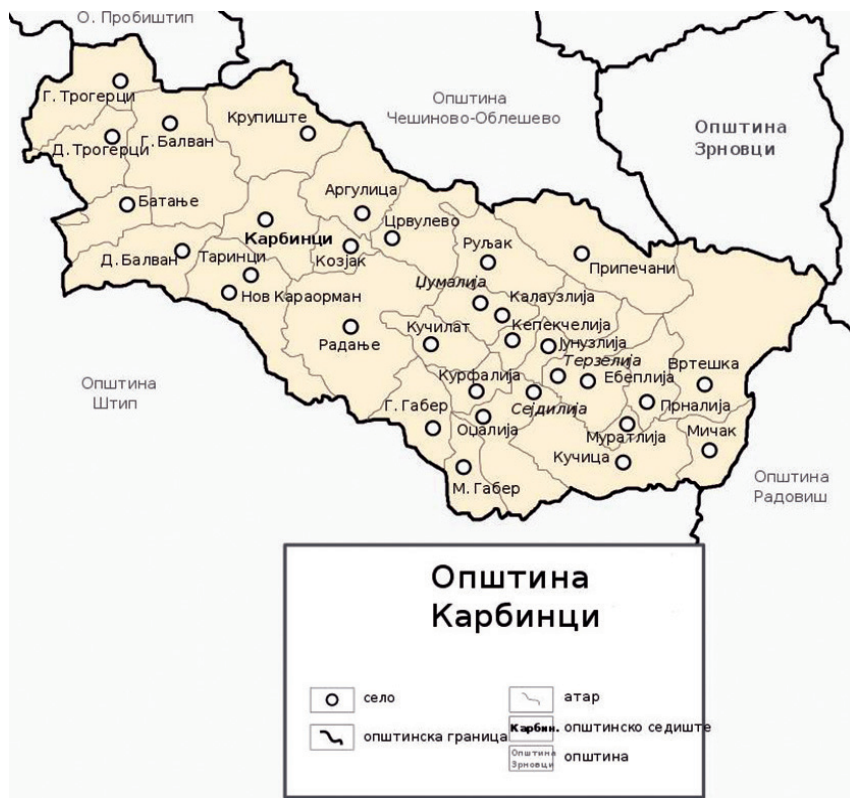 О. Пробиштип
Г. Трогерци
Општина
Чешиново-Облешево
Крупиште
Општина
Зрновци
Д. Трогерци
Г. Балван
Аргулица
Батање
Црвулево
Карбинци
Руљак
Д. Балван
Таринци
Козјак
Припечани
Џумалија
Нов Караорман
Калаузлија
Кучилат
Кепекчелија
Радање
Јунузлија
Терзелија
Вртешка
Курфалија
Ебеплија
Општина
Штип
Г. Габер
Сејдилија
Прналија
Оџалија
Муратлија
Мичак
Кучица
М. Габер
Општина
Радовиш
Општина
Карбинци
село
атар
општинска граница
Карбин.
општинско седиште
Општина
Зрновци
општина